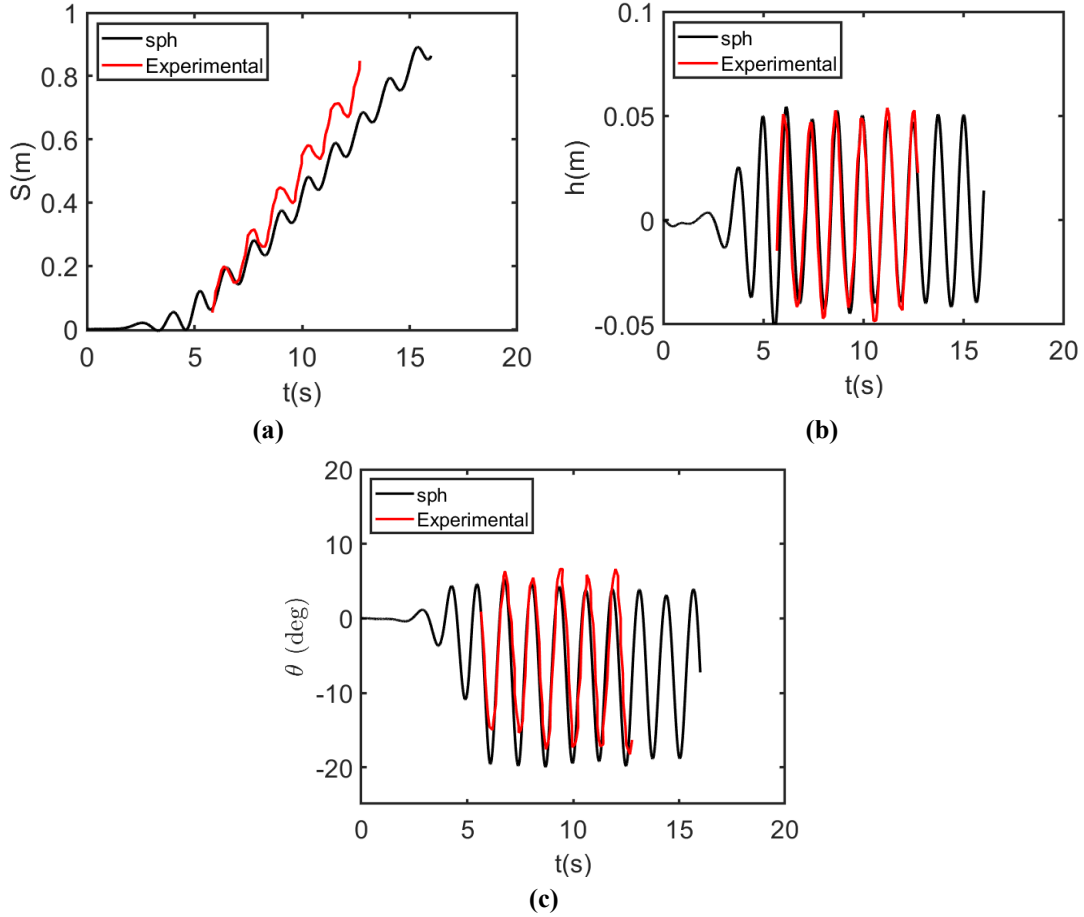 1
0.8
0.6
0.4
0.2
0
S(m)
sph
Experimental
0 5 10 15 20
t(s)
(a)
0.1
0.05
0
-0.05
h(m)
sph
Experimental
0 5 10 15 20
t(s)
(b)
20
10
0
-10
-20
θ (deg)
sph
Experimental
0 5 10 15 20
t(s)
(c)